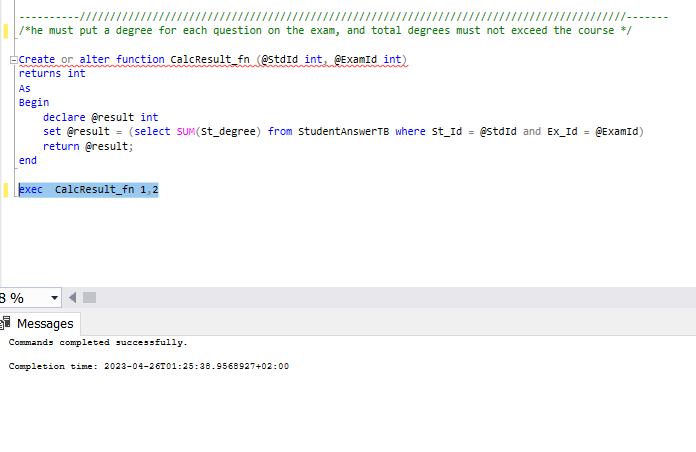 ----------///////////////////////////////////////////////////////////////////////////////////////////-------
/*he must put a degree for each question on the exam, and total degrees must not exceed the course */
Create or alter function CalcResult_fn (@StdId int, @ExamId int)
returns int
As
Begin
declare @result int
set @result = (select SUM(St_degree) from StudentAnswerTB where St_Id = @StdId and Ex_Id = @ExamId)
return @result;
end
exec  CalcResult_fn 1,2
8 %
Messages
Commands completed successfully.
Completion time: 2023-04-26T01:25:38.9568927+02:00